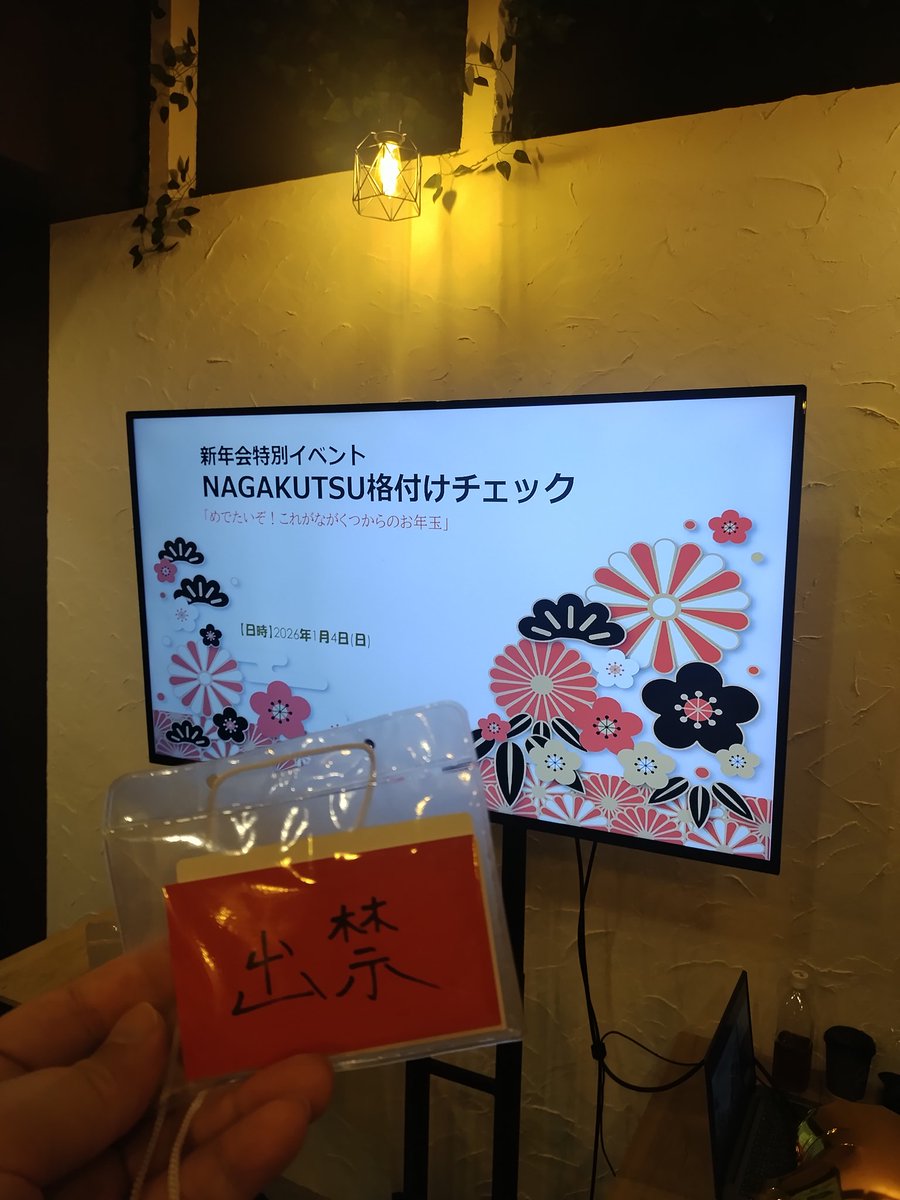 新年会特別イベント
NAGAKUTSU格付けチェック
「めでたいぞ！これがながくつからのお年玉」
【日時】2026年1月4日(日)
出禁